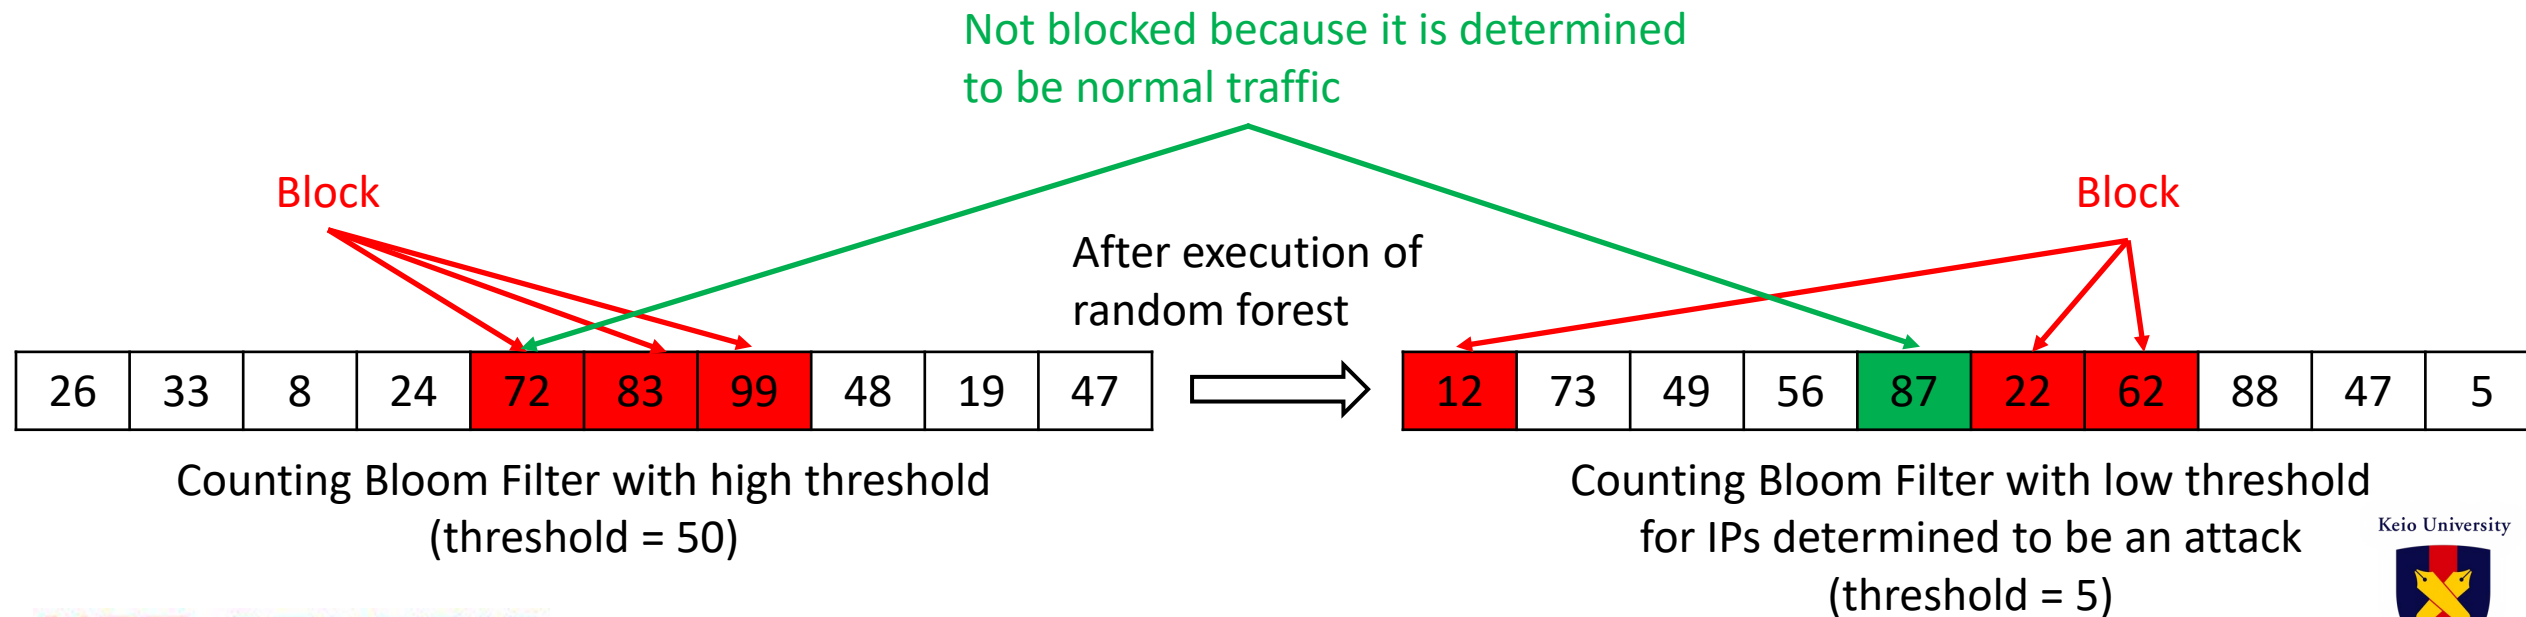 Not blocked because it is determined
to be normal traffic
Block
Block
After execution of
random forest
26 33 8 24 72 83 99 48 19 47
12 73 49 56 87 22 62 88 47 5
Counting Bloom Filter with high threshold
(threshold = 50)
Counting Bloom Filter with low threshold
for IPs determined to be an attack
(threshold = 5)
Keio University